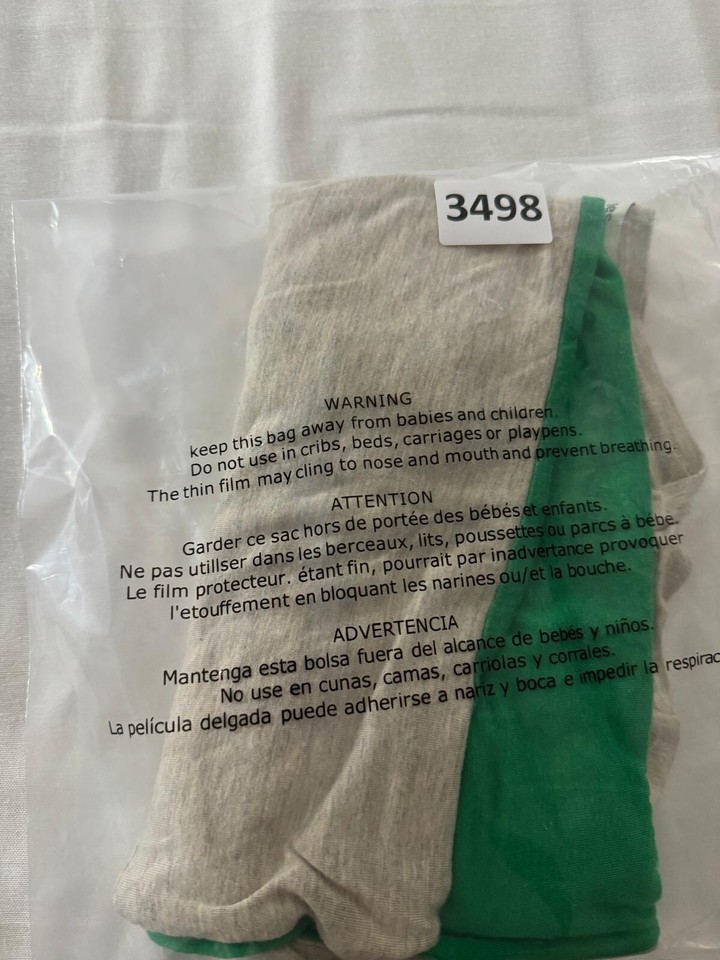 3498
WARNING
keep this bag away from babies and children.
Do not use in cribs, beds, carriages or playpens.
The thin film may cling to nose and mouth and prevent breathing.
ATTENTION
Garder ce sac hors de portée des bébés et enfants.
Ne pas utiliser dans les berceaux, lits, poussettes ou parcs à bébe.
Le film protecteur. étant fin, pourrait par inadvertance provoquer
l'etouffement en bloquant les narines ou/et la bouche.
ADVERTENCIA
Mantenga esta bolsa fuera del alcance de bebés y niños.
No use en cunas, camas, carriolas y corrales.
La película delgada puede adherirse a nariz y boca e impedir la respirac